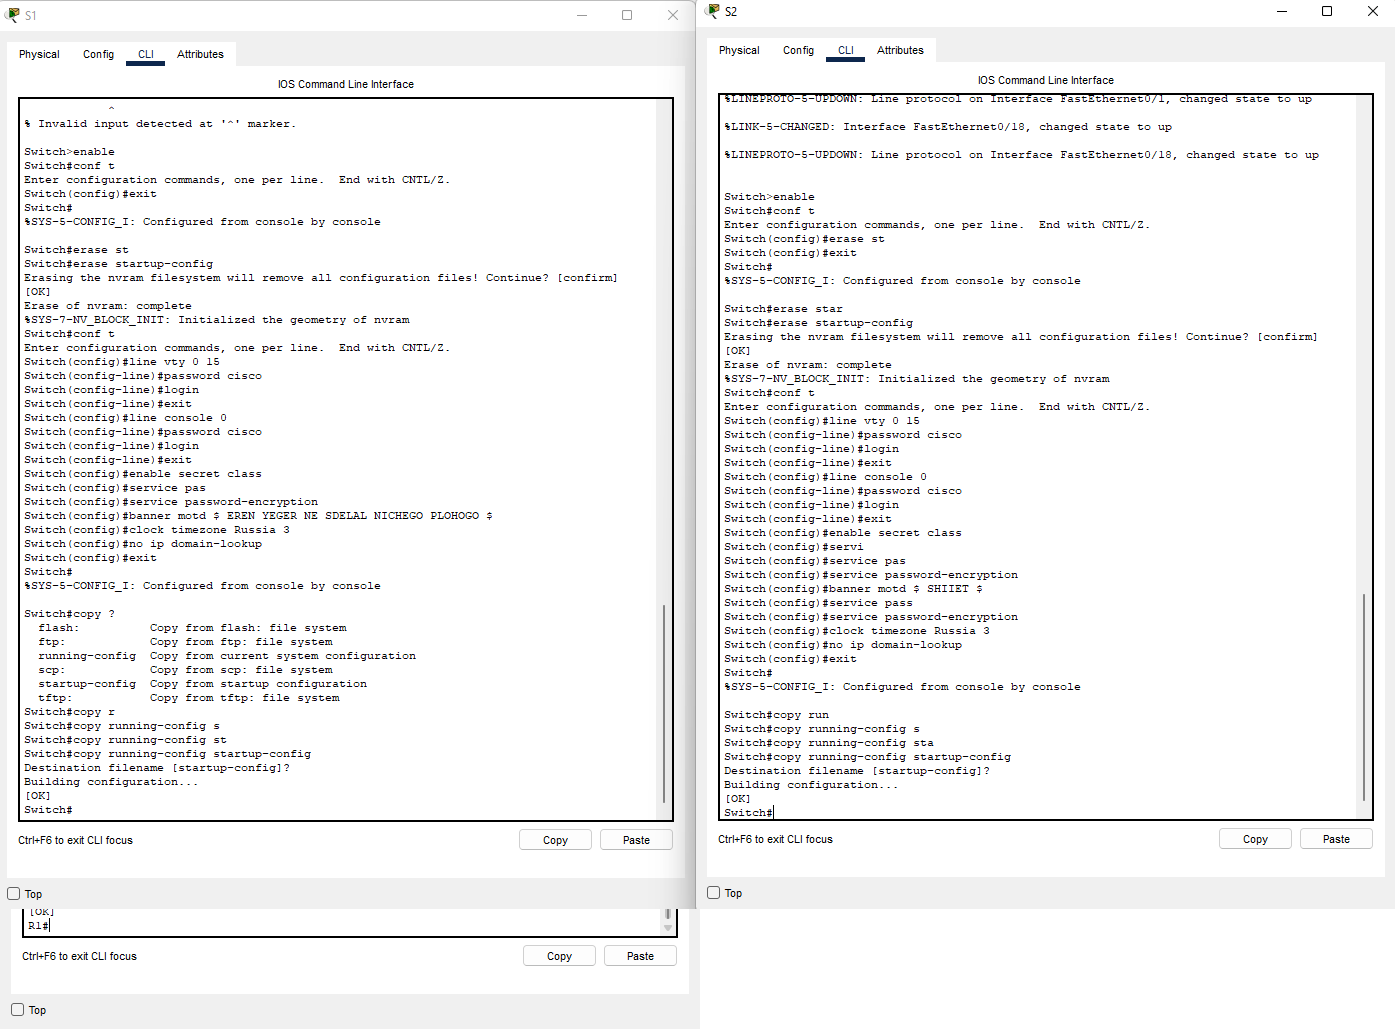 S1
Physical Config CLI Attributes
IOS Command Line Interface
^
% Invalid input detected at '^' marker.
Switch>enable
Switch#conf t
Enter configuration commands, one per line.  End with CNTL/Z.
Switch(config)#exit
Switch#
%SYS-5-CONFIG_I: Configured from console by console
Switch#erase st
Switch#erase startup-config
Erasing the nvram filesystem will remove all configuration files! Continue? [confirm]
[OK]
Erase of nvram: complete
%SYS-7-NV_BLOCK_INIT: Initialized the geometry of nvram
Switch#conf t
Enter configuration commands, one per line.  End with CNTL/Z.
Switch(config)#line vty 0 15
Switch(config-line)#password cisco
Switch(config-line)#login
Switch(config-line)#exit
Switch(config)#line console 0
Switch(config-line)#password cisco
Switch(config-line)#login
Switch(config-line)#exit
Switch(config)#enable secret class
Switch(config)#service pas
Switch(config)#service password-encryption
Switch(config)#banner motd $ EREN YEGER NE SDELAL NICHEGO PLOHOGO $
Switch(config)#clock timezone Russia 3
Switch(config)#no ip domain-lookup
Switch(config)#exit
Switch#
%SYS-5-CONFIG_I: Configured from console by console
Switch#copy ?
flash:          Copy from flash: file system
ftp:            Copy from ftp: file system
running-config  Copy from current system configuration
scp:            Copy from scp: file system
startup-config  Copy from startup configuration
tftp:           Copy from tftp: file system
Switch#copy r
Switch#copy running-config s
Switch#copy running-config st
Switch#copy running-config startup-config
Destination filename [startup-config]?
Building configuration...
[OK]
Switch#
Ctrl+F6 to exit CLI focus
Copy Paste
Top
[OK]
R1#
Ctrl+F6 to exit CLI focus
Copy Paste
Top
S2
Physical Config CLI Attributes
IOS Command Line Interface
%LINEPROTO-5-UPDOWN: Line protocol on Interface FastEthernet0/1, changed state to up
%LINK-5-CHANGED: Interface FastEthernet0/18, changed state to up
%LINEPROTO-5-UPDOWN: Line protocol on Interface FastEthernet0/18, changed state to up
Switch>enable
Switch#conf t
Enter configuration commands, one per line.  End with CNTL/Z.
Switch(config)#erase st
Switch(config)#exit
Switch#
%SYS-5-CONFIG_I: Configured from console by console
Switch#erase star
Switch#erase startup-config
Erasing the nvram filesystem will remove all configuration files! Continue? [confirm]
[OK]
Erase of nvram: complete
%SYS-7-NV_BLOCK_INIT: Initialized the geometry of nvram
Switch#conf t
Enter configuration commands, one per line.  End with CNTL/Z.
Switch(config)#line vty 0 15
Switch(config-line)#password cisco
Switch(config-line)#login
Switch(config-line)#exit
Switch(config)#line console 0
Switch(config-line)#password cisco
Switch(config-line)#login
Switch(config-line)#exit
Switch(config)#enable secret class
Switch(config)#servi
Switch(config)#service pas
Switch(config)#service password-encryption
Switch(config)#banner motd $ SHIIET $
Switch(config)#service pass
Switch(config)#service password-encryption
Switch(config)#clock timezone Russia 3
Switch(config)#no ip domain-lookup
Switch(config)#exit
Switch#
%SYS-5-CONFIG_I: Configured from console by console
Switch#copy run
Switch#copy running-config s
Switch#copy running-config sta
Switch#copy running-config startup-config
Destination filename [startup-config]?
Building configuration...
[OK]
Switch#
Ctrl+F6 to exit CLI focus
Copy Paste
Top